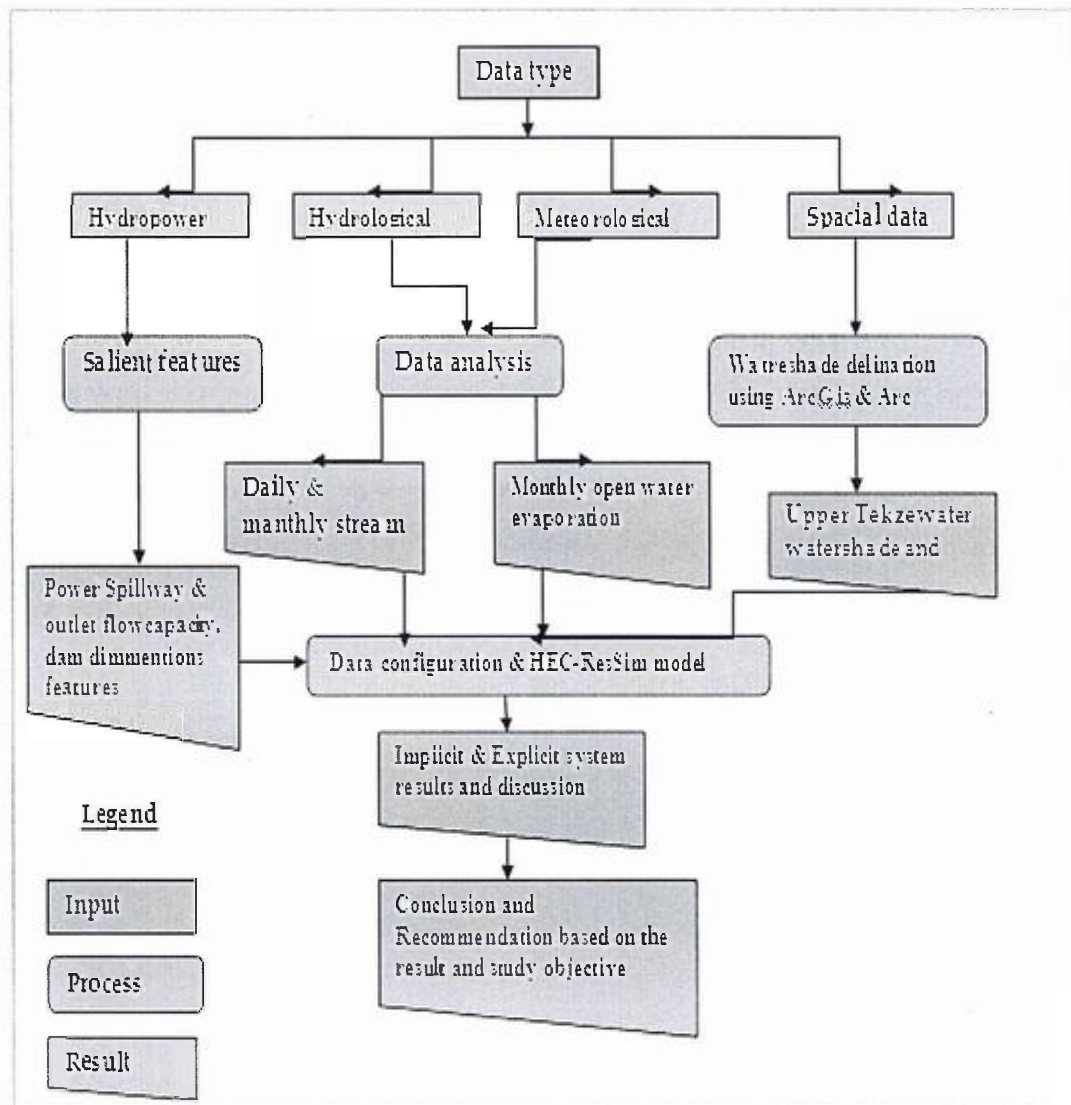 Data type
Hydropower
Hydrological
Meteorological
Spacial data
Salient features
Data analysis
Watreshade delination
using ArcGis & Arc
Daily &
manthly stream
Monthly open water
evaporation
Upper Tekzewater
watershade and
Power Spillway &
outlet flow capacity,
dam dimmentions
features
Data configuration & HEC-ResSim model
Implicit & Explicit system
results and discussion
Legend
Input
Conclusion and
Recommendation based on the
result and study objective
Process
Result